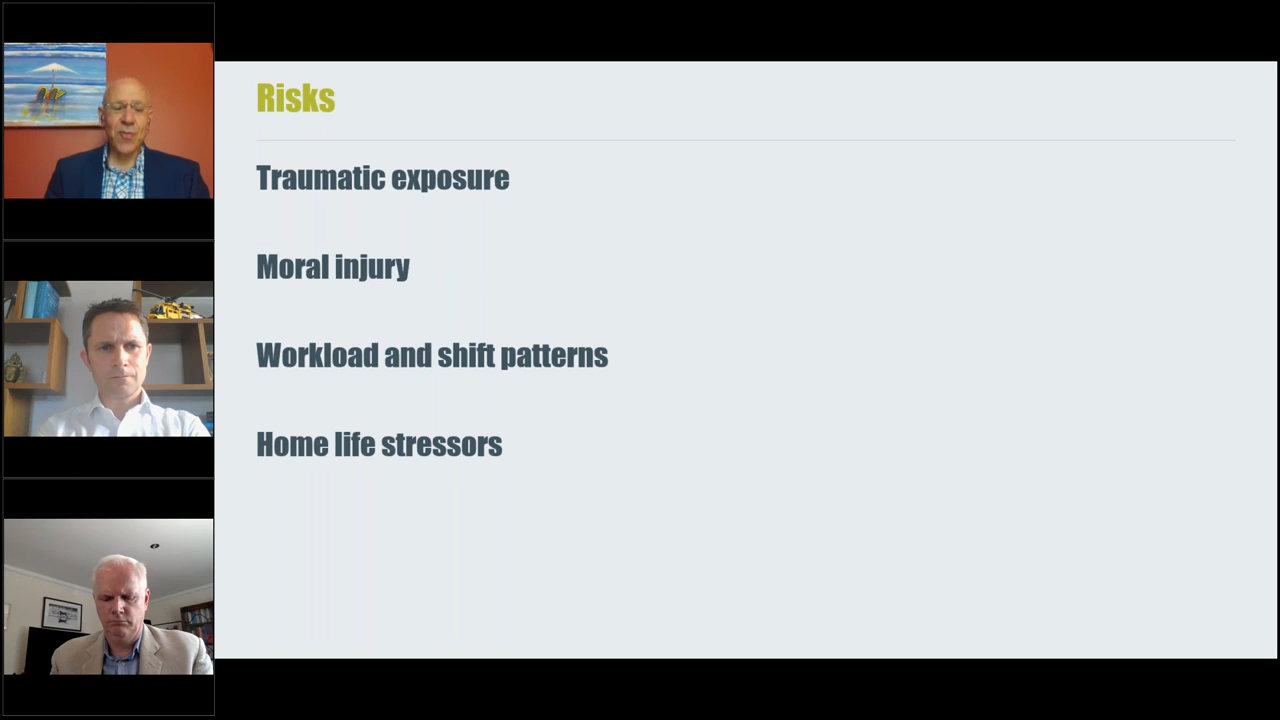 Risks
Traumatic exposure
Moral injury
Workload and shift patterns
Home life stressors